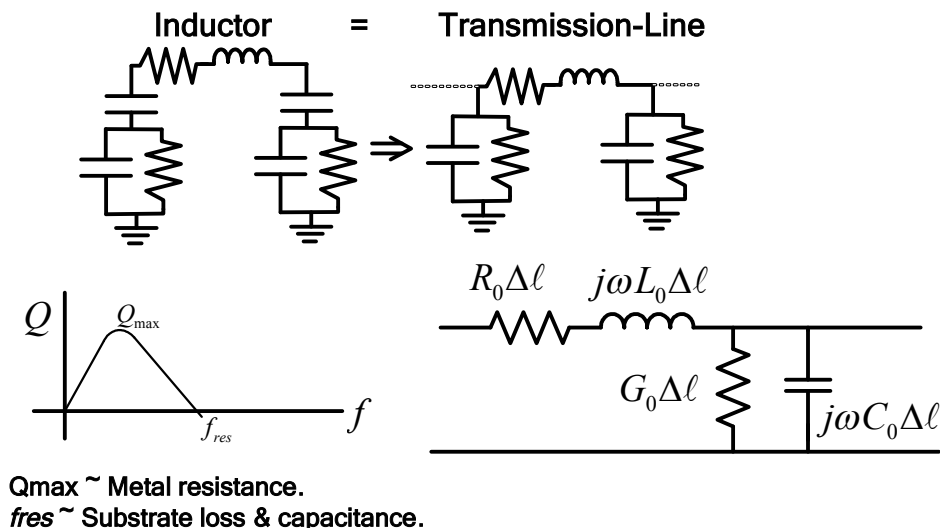 Inductor = Transmission-Line
R₀Δℓ jωL₀Δℓ
G₀Δℓ
jωC₀Δℓ
Q
Qmax
fres
f
Qmax ~ Metal resistance.
fres ~ Substrate loss & capacitance.